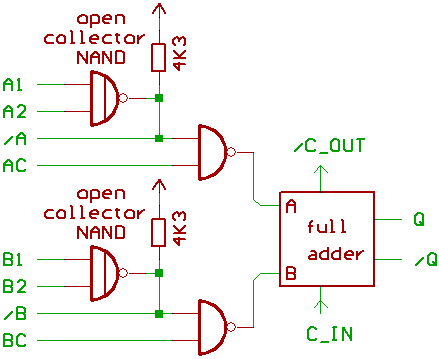 open
collector
NAND
4K3
A1
A2
/A
AC
/C_OUT
open
collector
NAND
4K3
A
full
adder
B
Q
/Q
B1
B2
/B
BC
C_IN